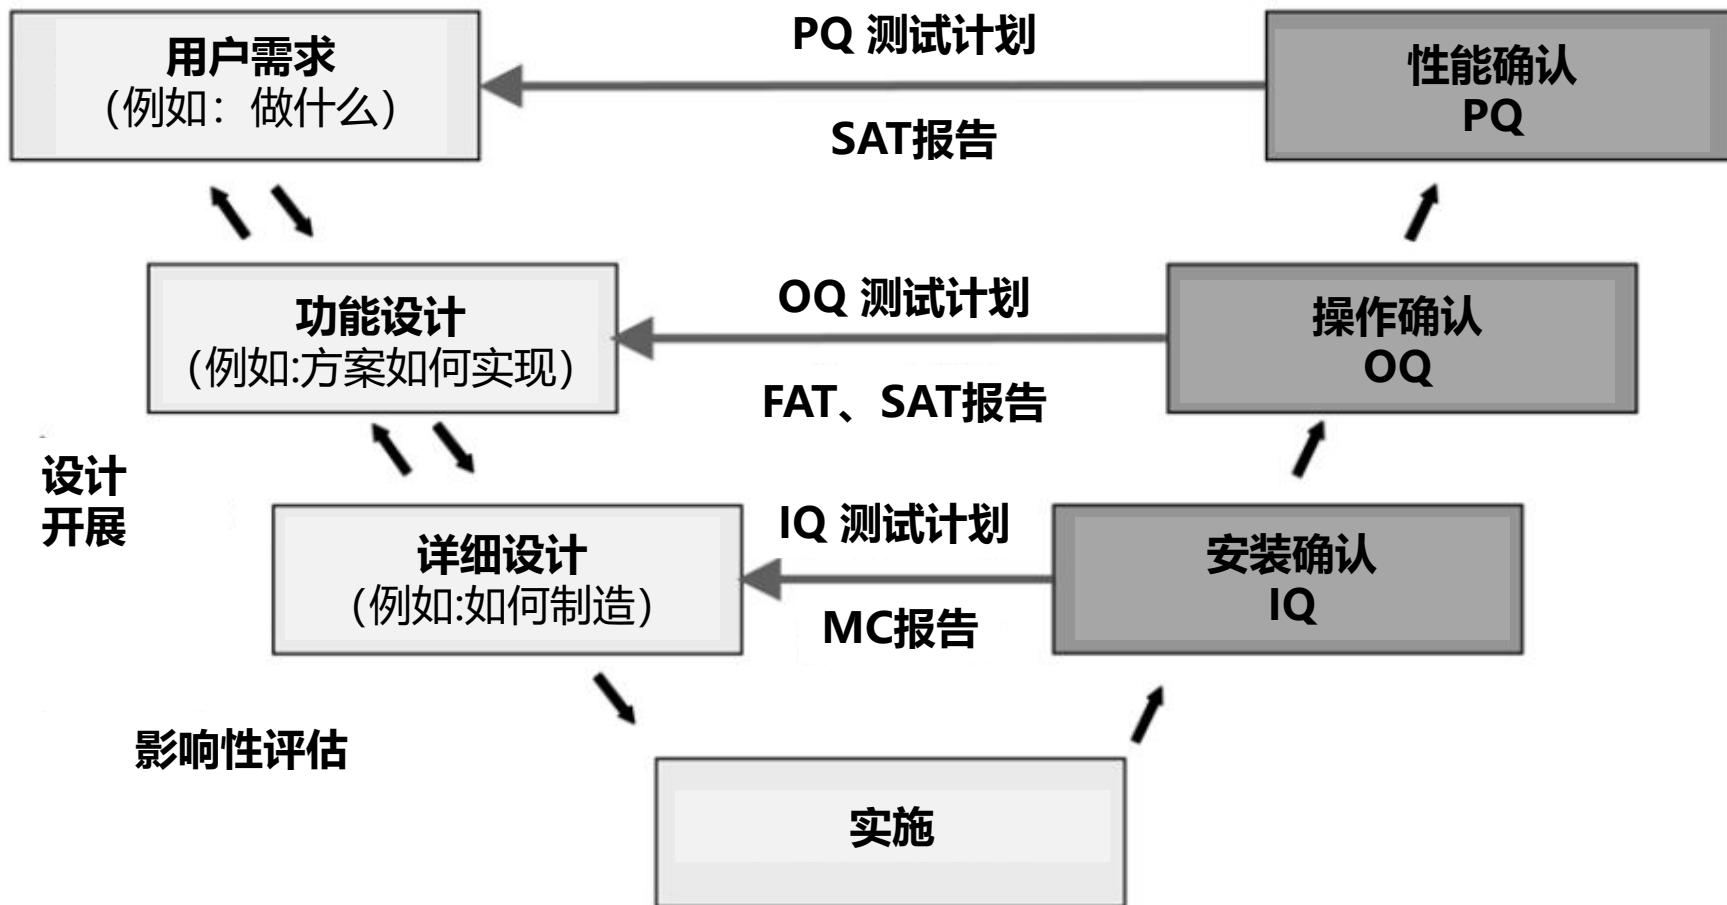 用户需求
（例如：做什么）
PQ 测试计划
SAT报告
性能确认
PQ
功能设计
（例如:方案如何实现）
OQ 测试计划
FAT、SAT报告
操作确认
OQ
设计
开展
详细设计
（例如:如何制造）
IQ 测试计划
MC报告
安装确认
IQ
影响性评估
实施